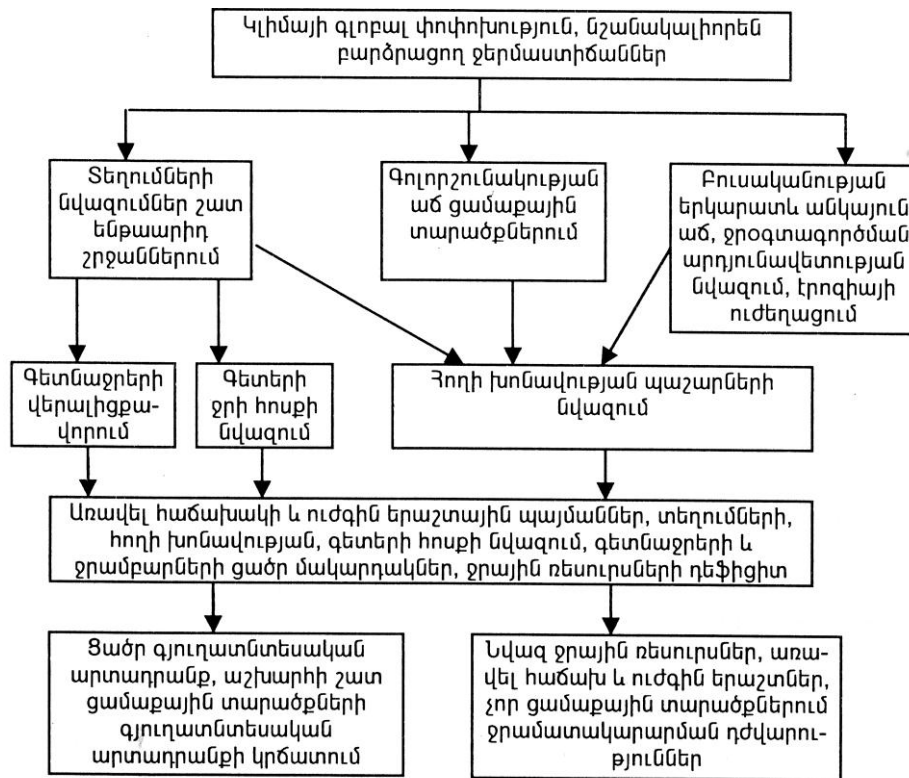 Կլիմայի գլոբալ փոփոխություն, նշանակալիորեն
բարձրացող ջերմաստիճաններ
Տեղումների
նվազումներ շատ
ենթաարիդ
շրջաններում
Գոլորշունակության
աճ ցամաքային
տարածքներում
Բուսականության
երկարատև անկայուն
աճ, ջրօգտագործման
արդյունավետության
նվազում, էրոզիայի
ուժեղացում
Գետնաջրերի
վերալիցքա-
վորում
Գետերի
ջրի հոսքի
նվազում
Հողի խոնավության պաշարների
նվազում
Առավել հաճախակի և ուժգին երաշտային պայմաններ, տեղումների,
հողի խոնավության, գետերի հոսքի նվազում, գետնաջրերի և
ջրամբարների ցածր մակարդակներ, ջրային ռեսուրսների դեֆիցիտ
Ցածր գյուղատնտեսական
արտադրանք, աշխարհի շատ
ցամաքային տարածքների
գյուղատնտեսական
արտադրանքի կրճատում
Նվազ ջրային ռեսուրսներ, առա-
վել հաճախ և ուժգին երաշտներ,
չոր ցամաքային տարածքներում
ջրամատակարարման դժվարու-
թյուններ